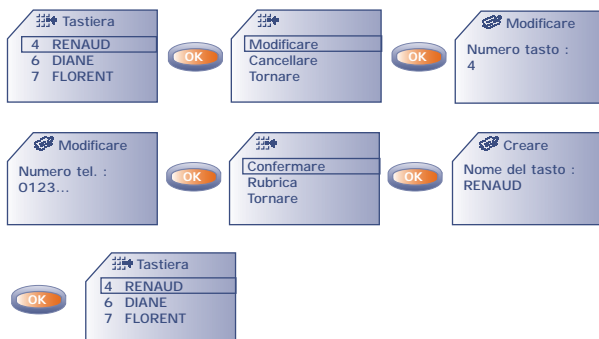 Tastiera
4 RENAUD
6 DIANE
7 FLORENT
OK
Modificare
Cancellare
Tornare
OK
Modificare
Numero tasto :
4
Modificare
Numero tel. :
0123...
OK
Confermare
Rubrica
Tornare
OK
Creare
Nome del tasto :
RENAUD
OK
Tastiera
4 RENAUD
6 DIANE
7 FLORENT